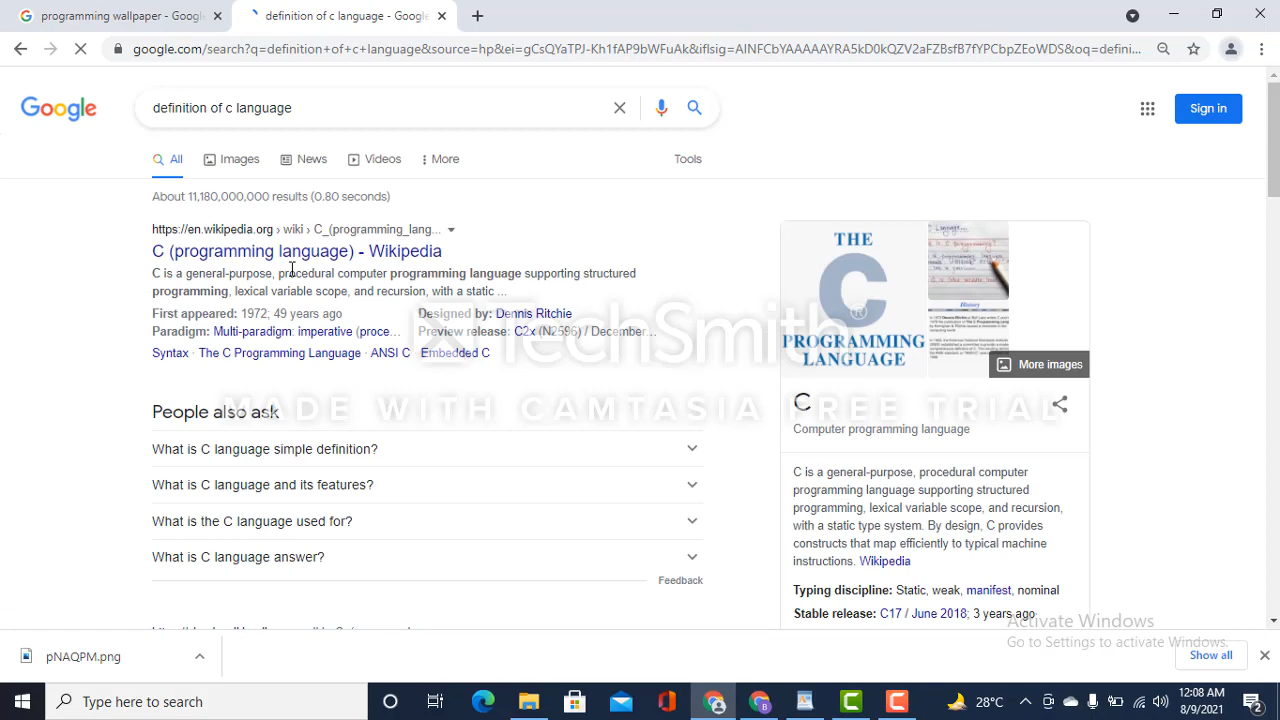 programming wallpaper - Google
definition of c language - Google
google.com/search?q=definition+of+c+language&source=hp&ei=gCsQYaTPJ-Kh1fAP9bWFuAk&iflsig=AINFCbYAAAAAYRA5kD0kQZV2aFZBsfB7fYPCbpZEoWDS&oq=defini...
Google
definition of c language
Sign in
All
Images
News
Videos
More
Tools
About 11,180,000,000 results (0.80 seconds)
https://en.wikipedia.org › wiki › C_(programming_lang...
C (programming language) - Wikipedia
C is a general-purpose, procedural computer programming language supporting structured
programming, lexical variable scope, and recursion, with a static ...
First appeared: 1972; 49 years ago
Designed by: Dennis Ritchie
Paradigm: Multi-paradigm: imperative (proce...
Preview release: C2x / December ...
Syntax · The C Programming Language · ANSI C · Embedded C
THE
C
PROGRAMMING
LANGUAGE
History
More images
MADE WITH CAMTASIA FREE TRIAL
People also ask
What is C language simple definition?
What is C language and its features?
What is the C language used for?
What is C language answer?
Feedback
C
Computer programming language
C is a general-purpose, procedural computer
programming language supporting structured
programming, lexical variable scope, and recursion,
with a static type system. By design, C provides
constructs that map efficiently to typical machine
instructions. Wikipedia
Typing discipline: Static, weak, manifest, nominal
Stable release: C17 / June 2018; 3 years ago
Activate Windows
Go to Settings to activate Windows.
pNAQPM.png
Show all
Type here to search
28°C
12:08 AM
8/9/2021
2